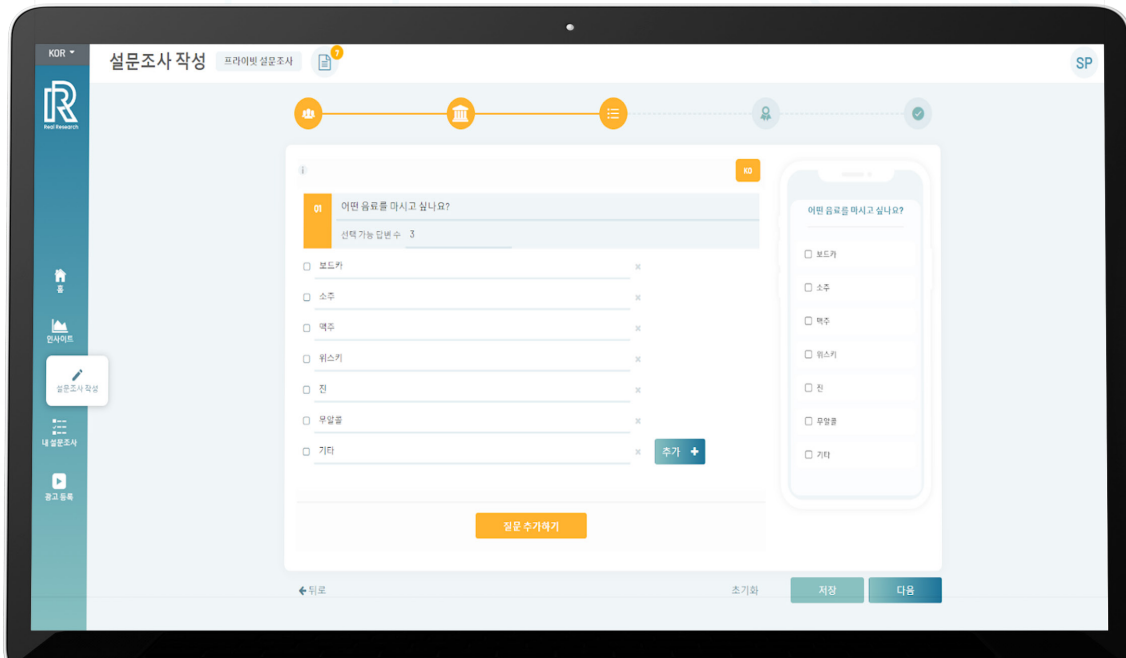 KOR
설문조사 작성 프라이빗 설문조사 7
SP
RR
Real Research
홈
인사이트
설문조사 작성
내 설문조사
광고 등록
KO
Q1 어떤 음료를 마시고 싶나요?
선택 가능 답변 수 3
보드카
소주
맥주
위스키
진
무알콜
기타
추가 +
질문 추가하기
어떤 음료를 마시고 싶나요?
보드카
소주
맥주
위스키
진
무알콜
기타
뒤로
초기화
저장
다음